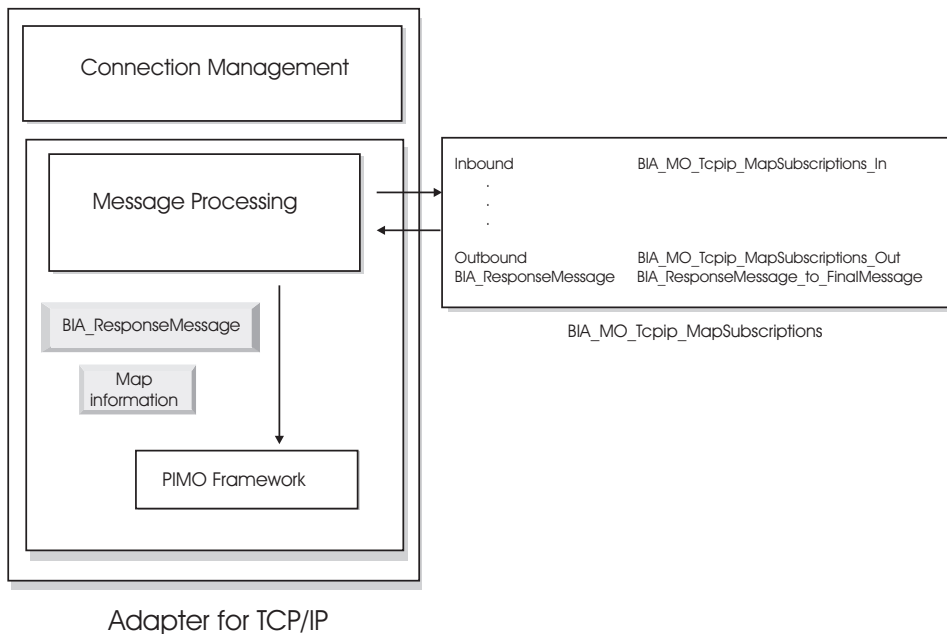 Connection Management
Message Processing
BIA_ResponseMessage
Map
information
PIMO Framework
Adapter for TCP/IP
Inbound BIA_MO_Tcpip_MapSubscriptions_In
.
.
.
Outbound BIA_MO_Tcpip_MapSubscriptions_Out
BIA_ResponseMessage BIA_ResponseMessage_to_FinalMessage
BIA_MO_Tcpip_MapSubscriptions